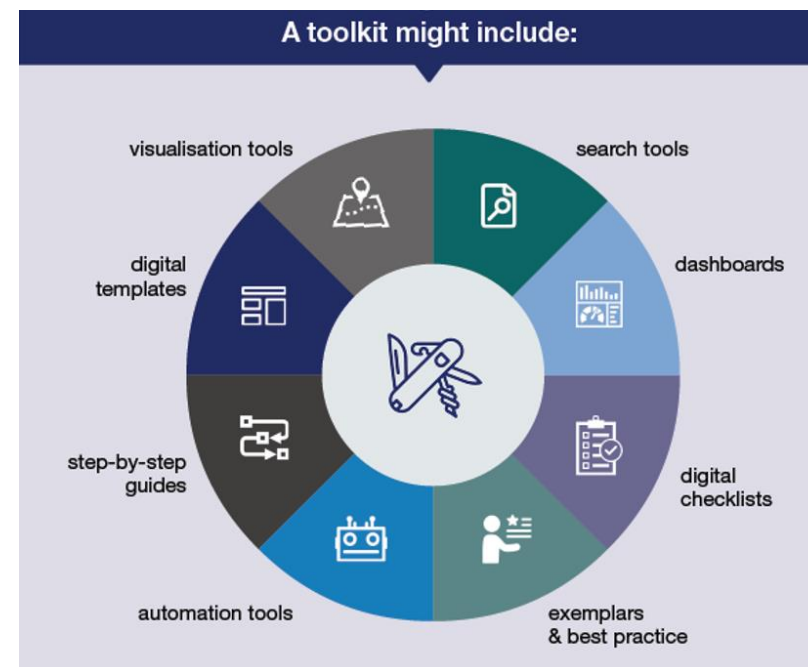 A toolkit might include:
visualisation tools
search tools
digital
templates
dashboards
step-by-step
guides
digital
checklists
automation tools
exemplars
& best practice